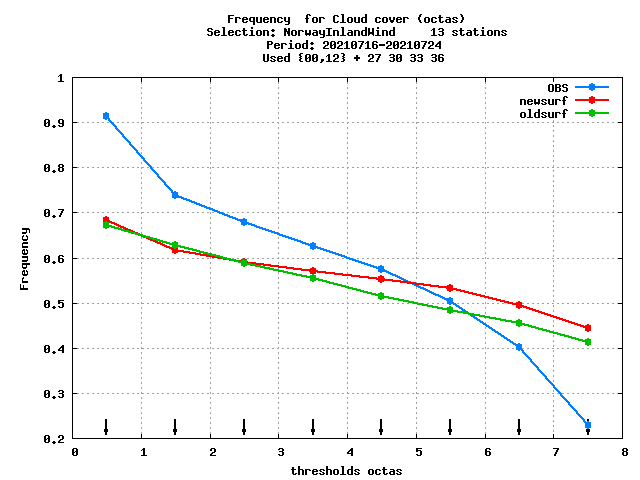 Frequency  for Cloud cover (octas)
Selection: NorwayInlandWind     13 stations
Period: 20210716-20210724
Used {00,12} + 27 30 33 36
OBS
newsurf
oldsurf
1
0.9
0.8
0.7
0.6
0.5
0.4
0.3
0.2
Frequency
0 1 2 3 4 5 6 7 8
thresholds octas